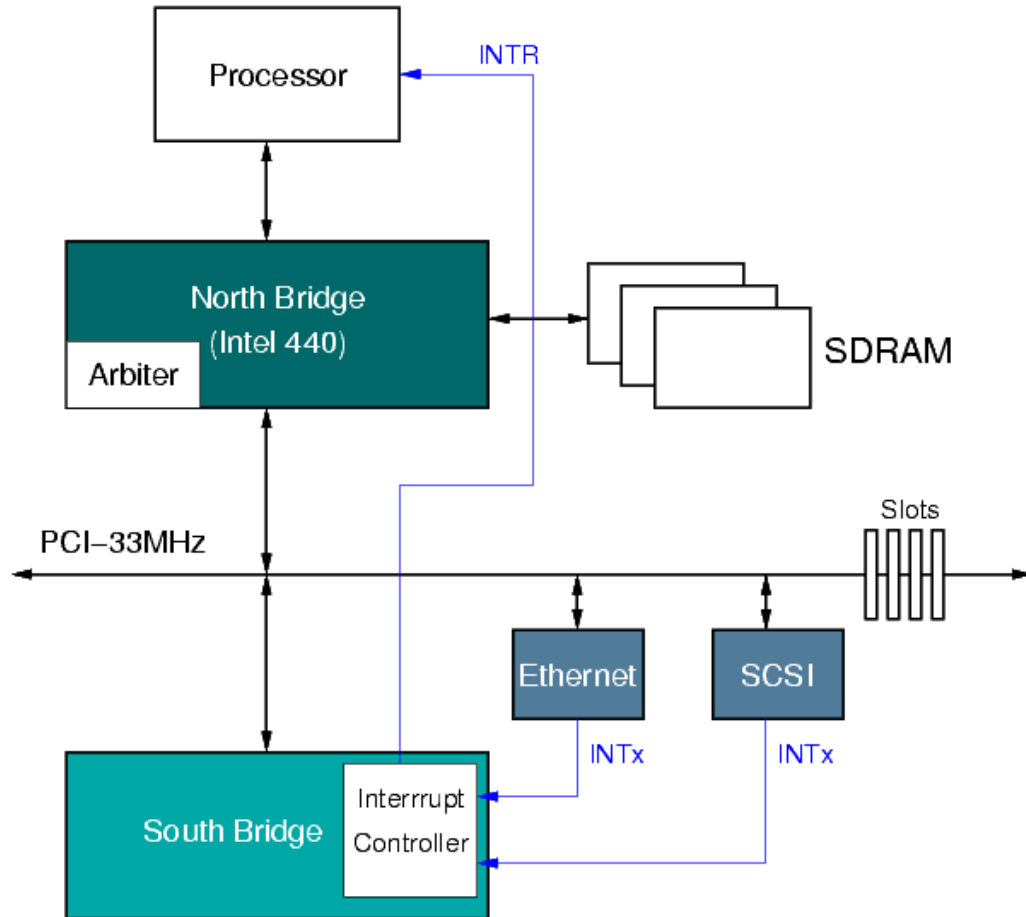 INTR
Processor
North Bridge
(Intel 440)
Arbiter
SDRAM
Slots
PCI–33MHz
Ethernet
SCSI
INTx
INTx
Interrrupt
Controller
South Bridge